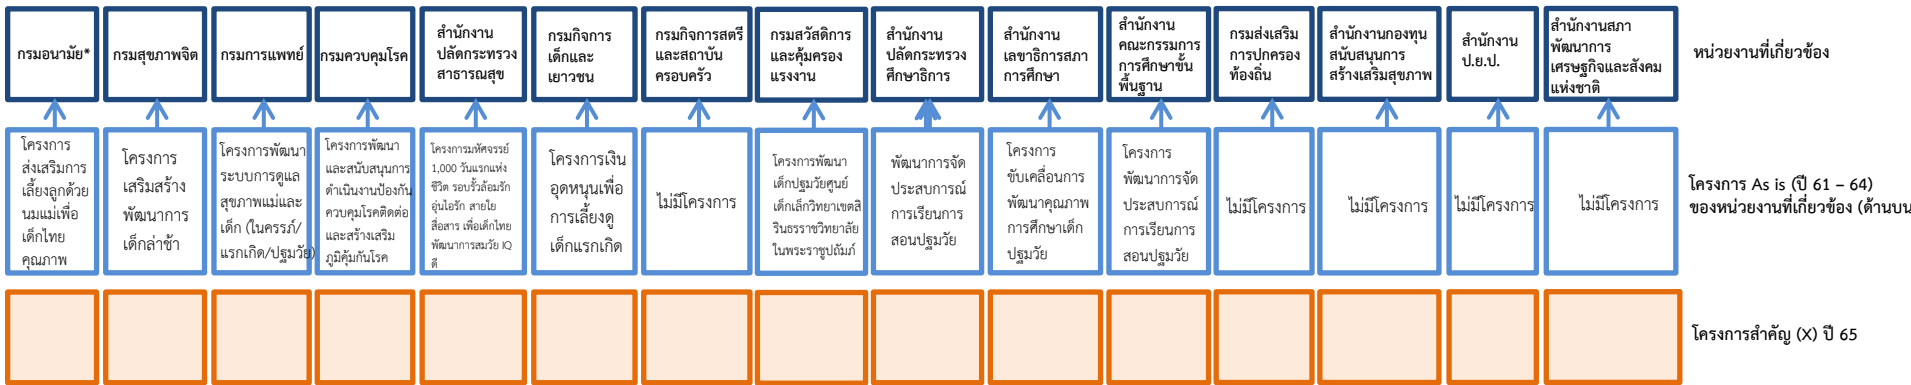 กรมอนามัย*
กรมสุขภาพจิต
กรมการแพทย์
กรมควบคุมโรค
สำนักงาน
ปลัดกระทรวง
สาธารณสุข
กรมกิจการ
เด็กและ
เยาวชน
กรมกิจการสตรี
และสถาบัน
ครอบครัว
กรมสวัสดิการ
และคุ้มครอง
แรงงาน
สำนักงาน
ปลัดกระทรวง
ศึกษาธิการ
สำนักงาน
เลขาธิการสภา
การศึกษา
สำนักงาน
คณะกรรมการ
การศึกษาขั้น
พื้นฐาน
กรมส่งเสริม
การปกครอง
ท้องถิ่น
สำนักงานกองทุน
สนับสนุนการ
สร้างเสริมสุขภาพ
สำนักงาน
ป.ย.ป.
สำนักงานสภา
พัฒนาการ
เศรษฐกิจและสังคม
แห่งชาติ
หน่วยงานที่เกี่ยวข้อง
โครงการ
ส่งเสริมการ
เลี้ยงลูกด้วย
นมแม่เพื่อ
เด็กไทย
คุณภาพ
โครงการ
เสริมสร้าง
พัฒนาการ
เด็กล่าช้า
โครงการพัฒนา
ระบบการดูแล
สุขภาพแม่และ
เด็ก (ในครรภ์/
แรกเกิด/ปฐมวัย)
โครงการพัฒนา
และสนับสนุนการ
ดำเนินงานป้องกัน
ควบคุมโรคติดต่อ
และสร้างเสริม
ภูมิคุ้มกันโรค
โครงการมหัศจรรย์
1,000 วันแรกแห่ง
ชีวิต รอบรั้วล้อมรัก
อุ่นไอรัก สายใย
สื่อสาร เพื่อเด็กไทย
พัฒนาการสมวัย IQ
ดี
โครงการเงิน
อุดหนุนเพื่อ
การเลี้ยงดู
เด็กแรกเกิด
ไม่มีโครงการ
โครงการพัฒนา
เด็กปฐมวัยศูนย์
เด็กเล็กวิทยาเขตสิ
รินธรราชวิทยาลัย
ในพระราชูปถัมภ์
พัฒนาการจัด
ประสบการณ์
การเรียนการ
สอนปฐมวัย
โครงการ
ขับเคลื่อนการ
พัฒนาคุณภาพ
การศึกษาเด็ก
ปฐมวัย
โครงการ
พัฒนาการจัด
ประสบการณ์
การเรียนการ
สอนปฐมวัย
ไม่มีโครงการ
ไม่มีโครงการ
ไม่มีโครงการ
ไม่มีโครงการ
โครงการ As is (ปี 61 – 64)
ของหน่วยงานที่เกี่ยวข้อง (ด้านบน
โครงการสำคัญ (X) ปี 65